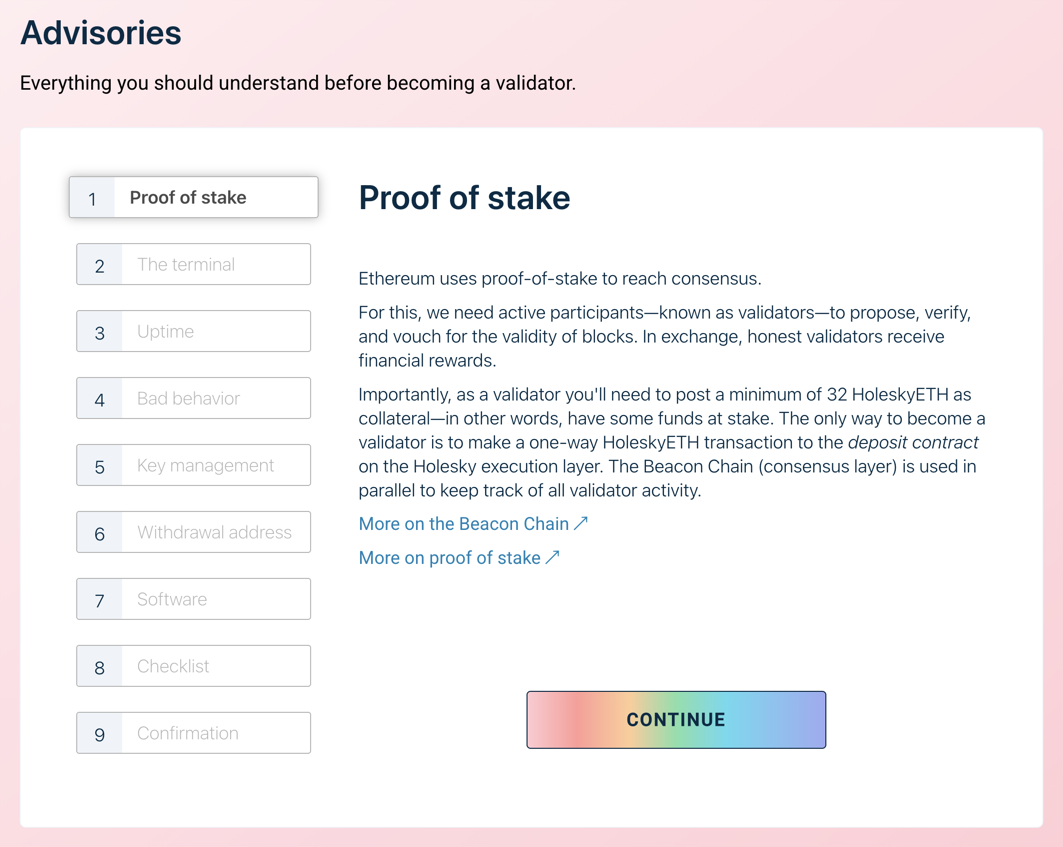 Advisories
Everything you should understand before becoming a validator.
1 Proof of stake
2 The terminal
3 Uptime
4 Bad behavior
5 Key management
6 Withdrawal address
7 Software
8 Checklist
9 Confirmation
Proof of stake
Ethereum uses proof-of-stake to reach consensus.
For this, we need active participants—known as validators—to propose, verify,
and vouch for the validity of blocks. In exchange, honest validators receive
financial rewards.
Importantly, as a validator you'll need to post a minimum of 32 HoleskyETH as
collateral—in other words, have some funds at stake. The only way to become a
validator is to make a one-way HoleskyETH transaction to the deposit contract
on the Holesky execution layer. The Beacon Chain (consensus layer) is used in
parallel to keep track of all validator activity.
More on the Beacon Chain ↗
More on proof of stake ↗
CONTINUE